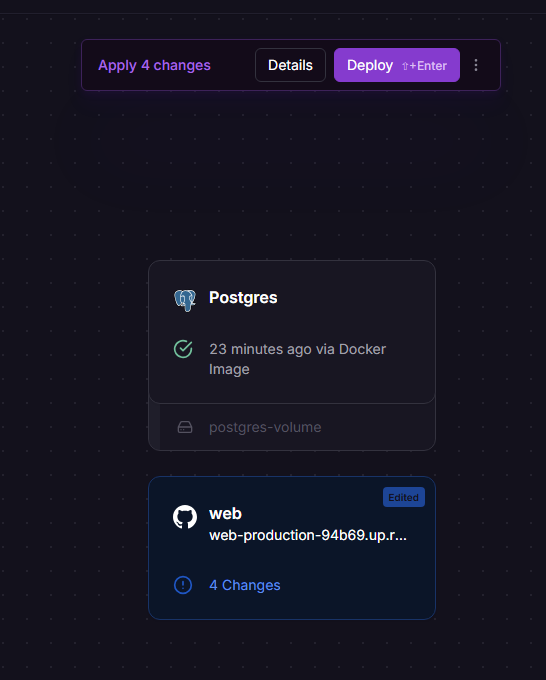 Apply 4 changes
Details
Deploy ⇧+Enter
Postgres
23 minutes ago via Docker
Image
postgres-volume
Edited
web
web-production-94b69.up.r...
4 Changes